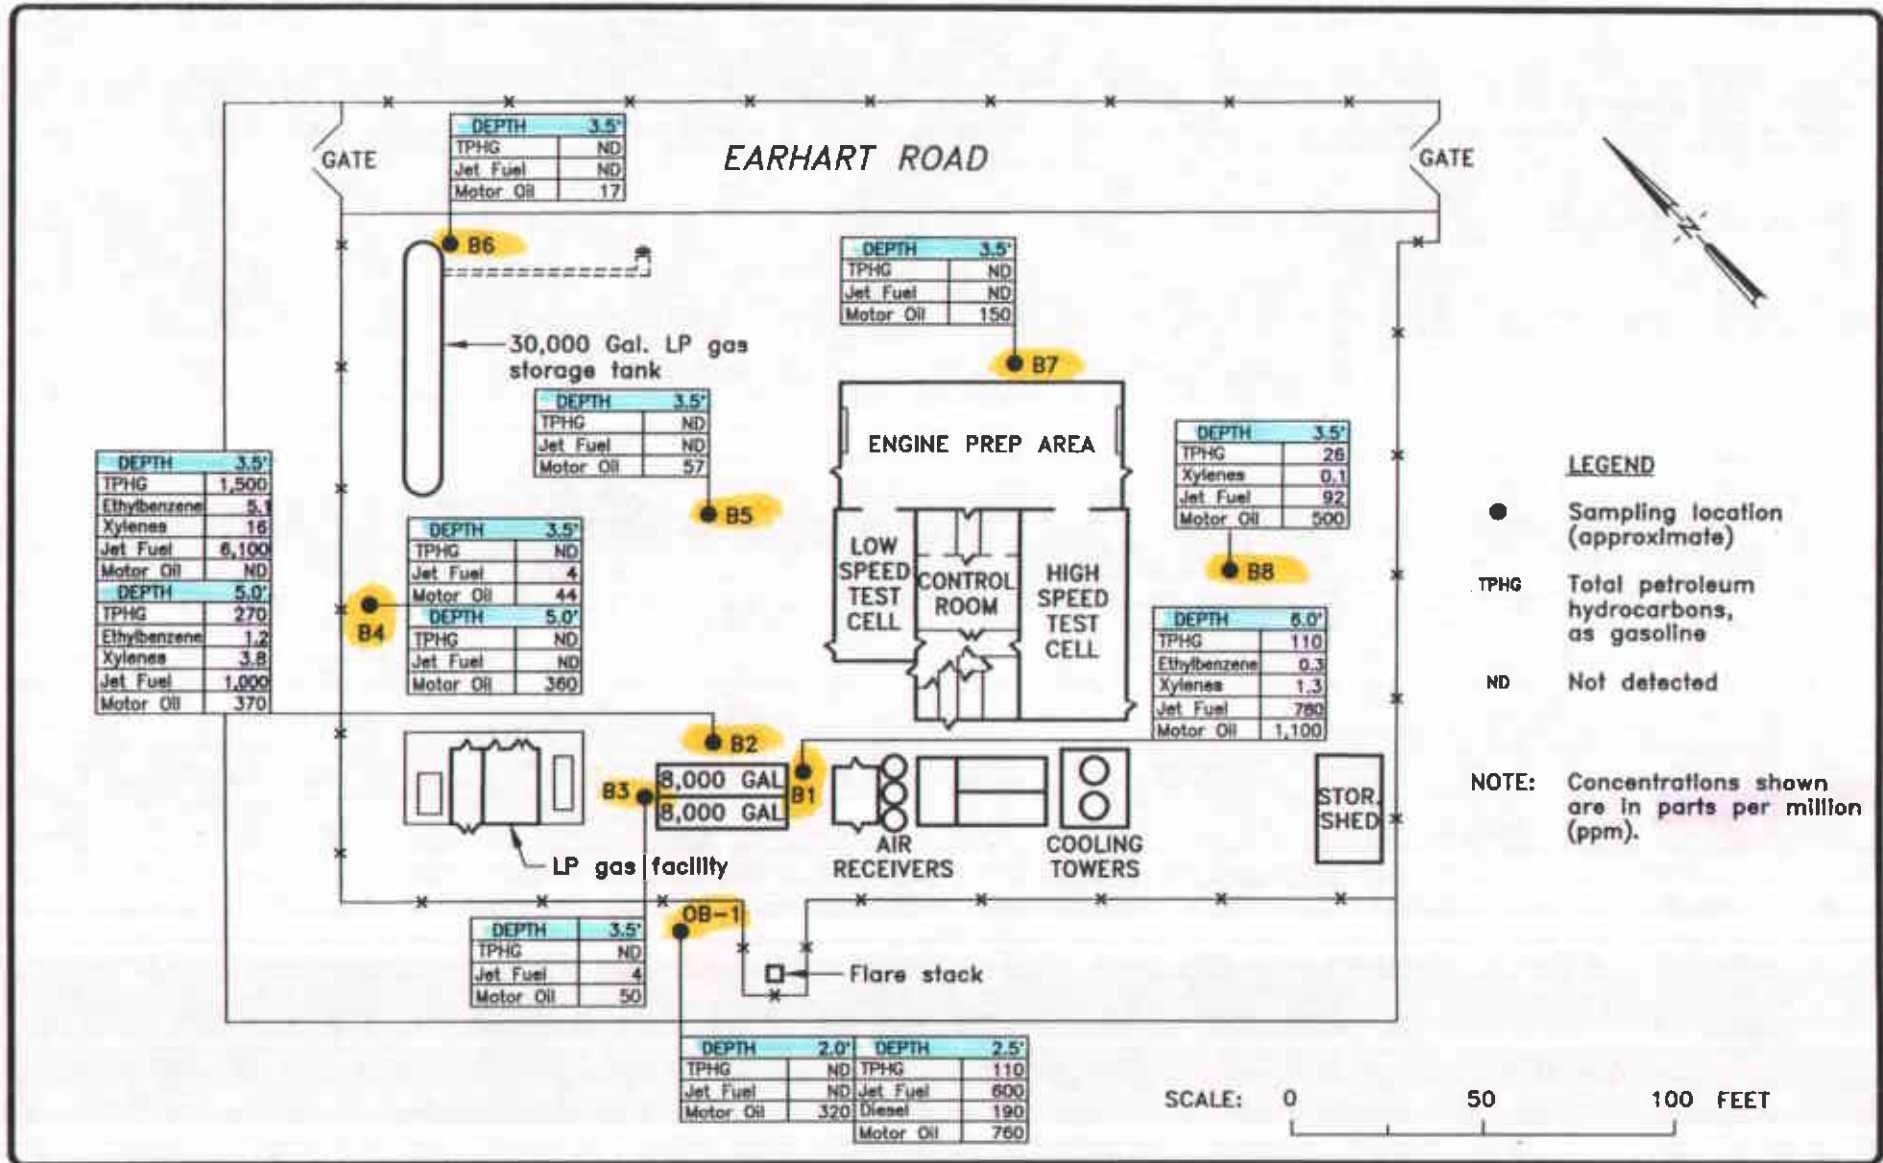 GATE
DEPTH 3.5'
TPHG ND
Jet Fuel ND
Motor Oil 17
EARHART ROAD
GATE
N
B6
DEPTH 3.5'
TPHG ND
Jet Fuel ND
Motor Oil 150
30,000 Gal. LP gas
storage tank
B7
DEPTH 3.5'
TPHG ND
Jet Fuel ND
Motor Oil 57
ENGINE PREP AREA
DEPTH 3.5'
TPHG 26
Xylenes 0.1
Jet Fuel 92
Motor Oil 500
B8
DEPTH 3.5'
TPHG 1,500
Ethylbenzene 5.1
Xylenes 16
Jet Fuel 6,100
Motor Oil ND
DEPTH 5.0'
TPHG 270
Ethylbenzene 1.2
Xylenes 3.8
Jet Fuel 1,000
Motor Oil 370
B5
DEPTH 3.5'
TPHG ND
Jet Fuel 4
Motor Oil 44
DEPTH 5.0'
TPHG ND
Jet Fuel ND
Motor Oil 360
B4
LOW
SPEED
TEST
CELL
CONTROL
ROOM
HIGH
SPEED
TEST
CELL
DEPTH 6.0'
TPHG 110
Ethylbenzene 0.3
Xylenes 1.3
Jet Fuel 780
Motor Oil 1,100
B2
B3
8,000 GAL
8,000 GAL
B1
AIR
RECEIVERS
COOLING
TOWERS
STOR.
SHED
LP gas facility
OB-1
DEPTH 3.5'
TPHG ND
Jet Fuel 4
Motor Oil 50
Flare stack
DEPTH 2.0'
TPHG ND
Jet Fuel ND
Motor Oil 320
DEPTH 2.5'
TPHG 110
Jet Fuel 600
Diesel 190
Motor Oil 760
LEGEND
Sampling location
(approximate)
TPHG Total petroleum
hydrocarbons,
as gasoline
ND Not detected
NOTE: Concentrations shown
are in parts per million
(ppm).
SCALE: 0 50 100 FEET